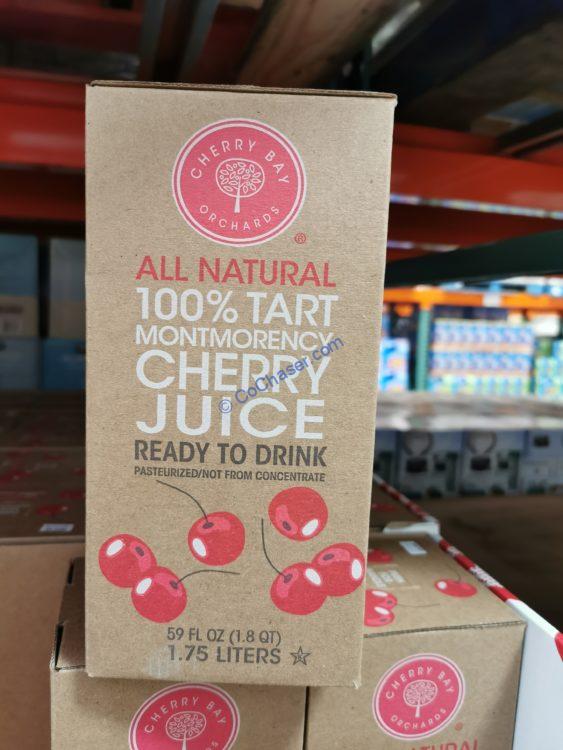 CHERRY BAY
ORCHARDS
®
ALL NATURAL
100% TART
MONTMORENCY
CHERRY
JUICE
© CoChaser.com
READY TO DRINK
PASTEURIZED/NOT FROM CONCENTRATE
59 FL OZ (1.8 QT)
1.75 LITERS
CHERRY BAY
CHERRY BAY
ORCHARDS
NATURAL